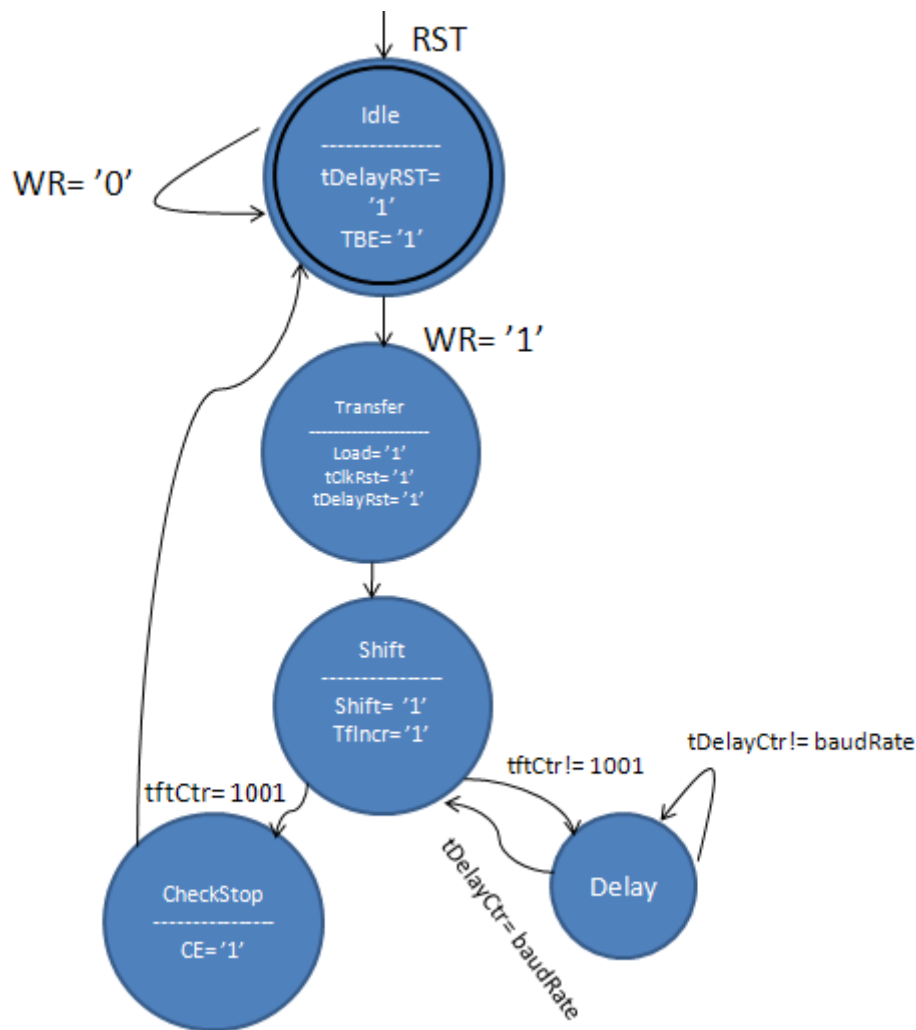 RST
Idle
----------------
tDelayRST=
'1'
TBE= '1'
WR= '0'
WR= '1'
Transfer
--------------------
Load= '1'
tClkRst= '1'
tDelayRst='1'
Shift
----------------
Shift= '1'
TfIncr='1'
tDelayCtr!= baudRate
tftCtr!= 1001
tftCtr= 1001
tDelayCtr= baudRate
Delay
CheckStop
----------------
CE= '1'